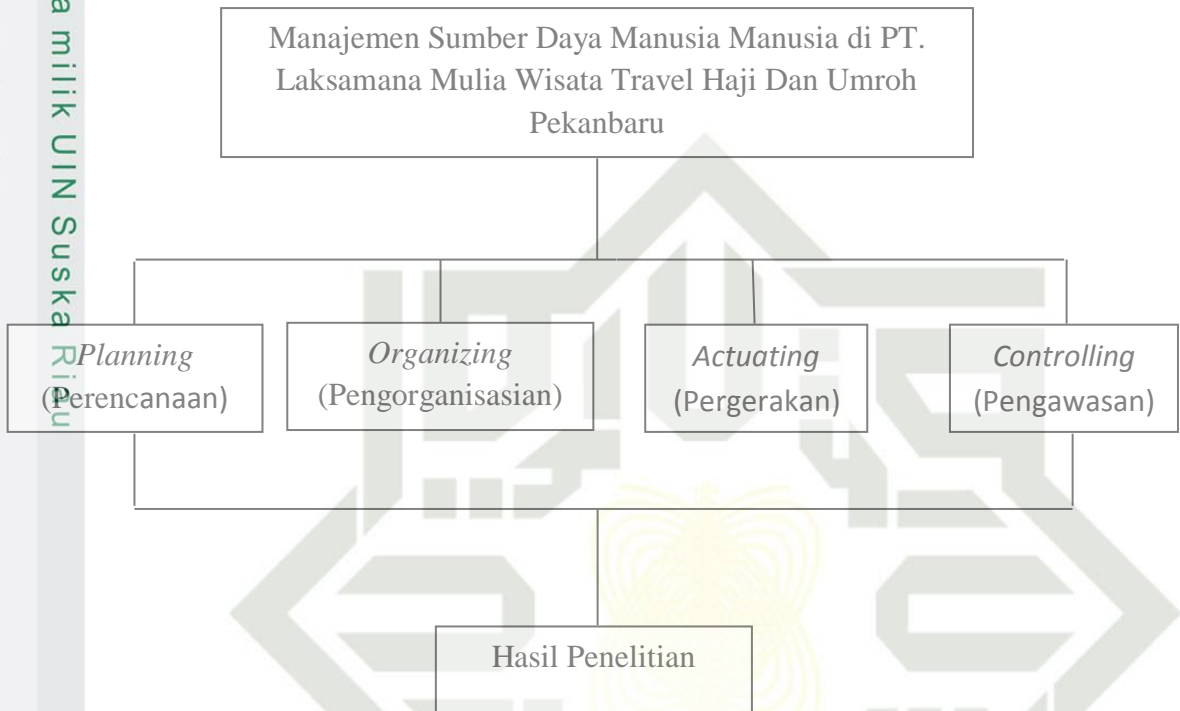 Manajemen Sumber Daya Manusia Manusia di PT.
Laksamana Mulia Wisata Travel Haji Dan Umroh
Pekanbaru
Planning
(Perencanaan)
Organizing
(Pengorganisasian)
Actuating
(Pergerakan)
Controlling
(Pengawasan)
Hasil Penelitian
milik UIN Suska Riau